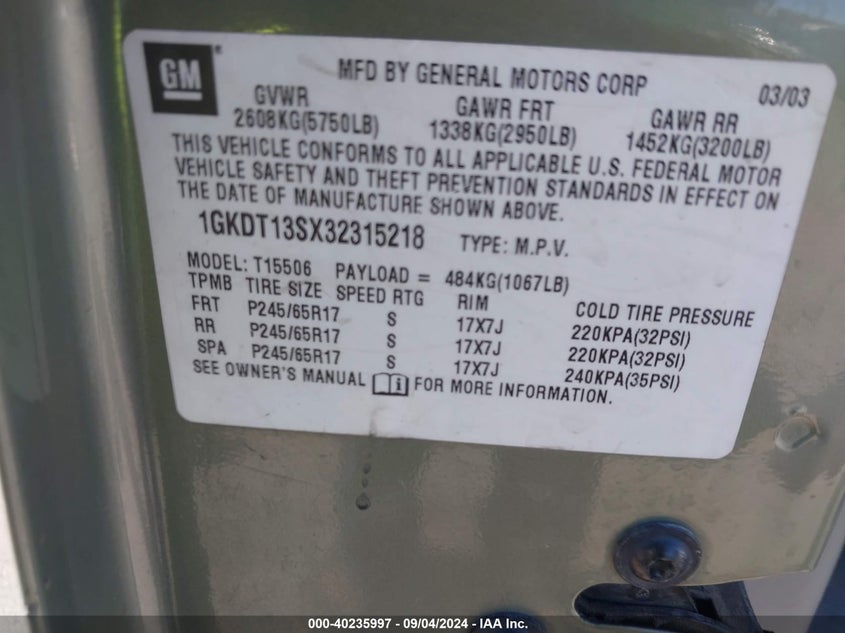 GM®
MFD BY GENERAL MOTORS CORP 03/03
GVWR GAWR FRT GAWR RR
2608KG(5750LB) 1338KG(2950LB) 1452KG(3200LB)
THIS VEHICLE CONFORMS TO ALL APPLICABLE U.S. FEDERAL MOTOR
VEHICLE SAFETY AND THEFT PREVENTION STANDARDS IN EFFECT ON
THE DATE OF MANUFACTURE SHOWN ABOVE.
1GKDT13SX32315218 TYPE: M.P.V.
MODEL: T15506 PAYLOAD = 484KG(1067LB)
TPMB TIRE SIZE SPEED RTG RIM COLD TIRE PRESSURE
FRT P245/65R17 S 17X7J 220KPA(32PSI)
RR P245/65R17 S 17X7J 220KPA(32PSI)
SPA P245/65R17 S 17X7J 240KPA(35PSI)
SEE OWNER'S MANUAL FOR MORE INFORMATION.
000-40235997 - 09/04/2024 - IAA Inc.